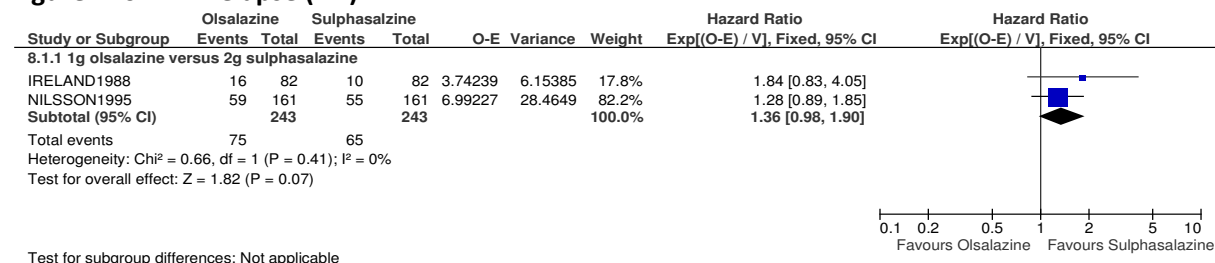 Olsalazine Sulphasalzine Hazard Ratio Hazard Ratio
Study or Subgroup Events Total Events Total O-E Variance Weight Exp[(O-E) / V], Fixed, 95% CI Exp[(O-E) / V], Fixed, 95% CI
8.1.1 1g olsalazine versus 2g sulphasalazine
IRELAND1988 16 82 10 82 3.74239 6.15385 17.8% 1.84 [0.83, 4.05]
NILSSON1995 59 161 55 161 6.99227 28.4649 82.2% 1.28 [0.89, 1.85]
Subtotal (95% CI) 243 243 100.0% 1.36 [0.98, 1.90]
Total events 75 65
Heterogeneity: Chi² = 0.66, df = 1 (P = 0.41); I² = 0%
Test for overall effect: Z = 1.82 (P = 0.07)
0.1 0.2 0.5 1 2 5 10
Favours Olsalazine Favours Sulphasalazine
Test for subgroup differences: Not applicable